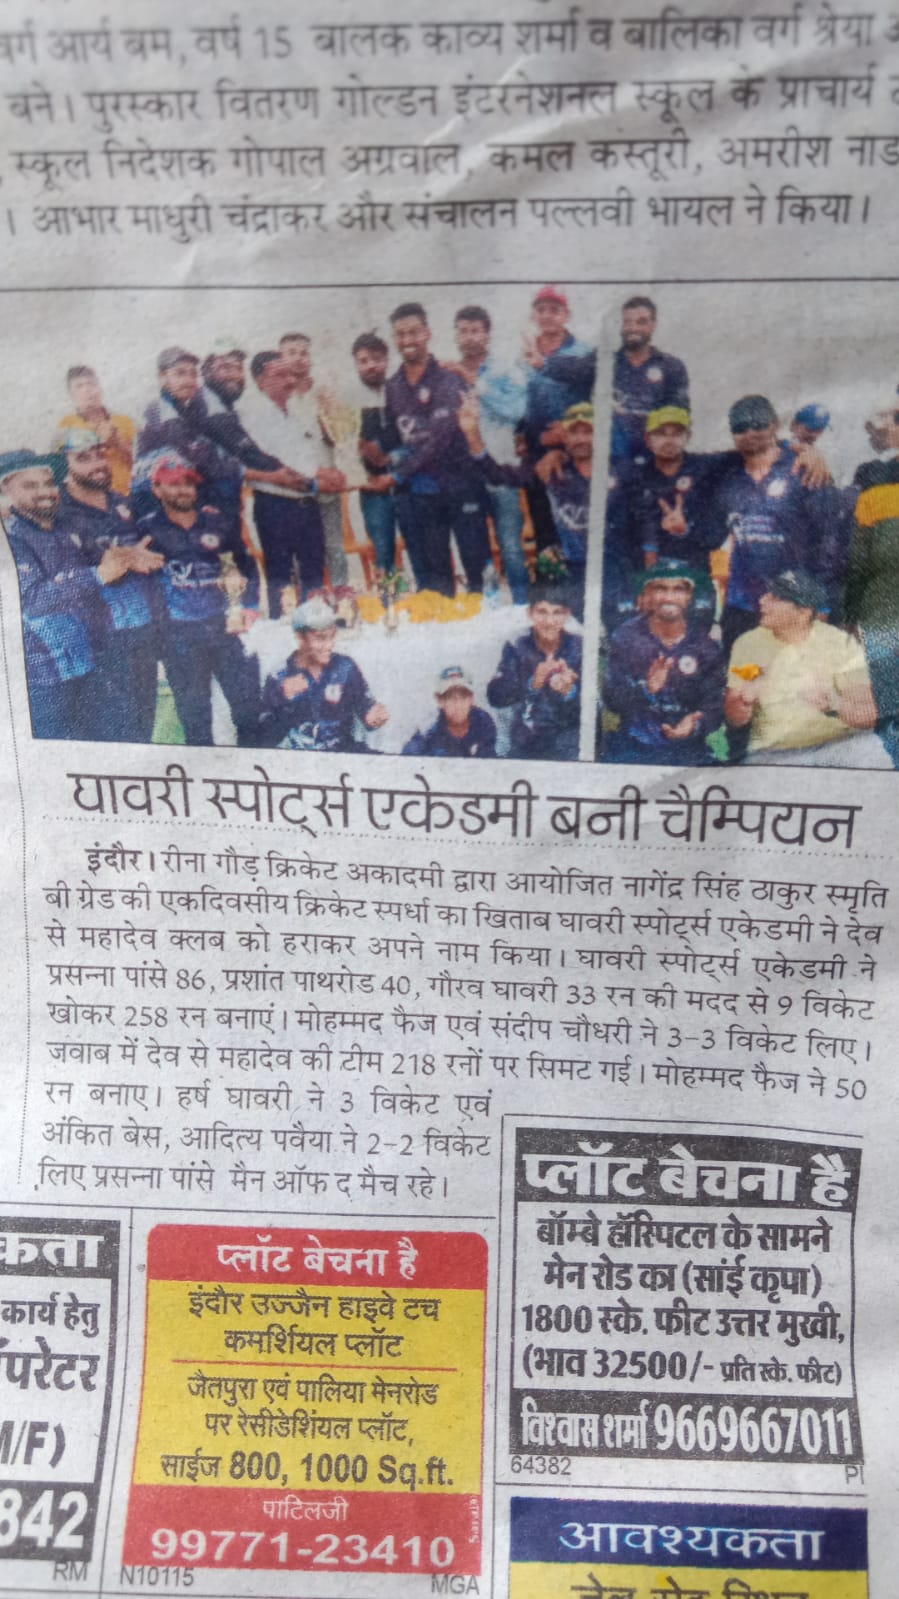 वर्ग आर्य बम, वर्ष 15 बालक काव्य शर्मा व बालिका वर्ग श्रेया
बने। पुरस्कार वितरण गोल्डन इंटरनेशनल स्कूल के प्राचार्य
स्कूल निदेशक गोपाल अग्रवाल, कमल कस्तूरी, अमरीश
। आभार माधुरी चंद्राकर और संचालन पल्लवी भायल ने किया।
घावरी स्पोर्ट्स एकेडमी बनी चैम्पियन
इंदौर। रीना गौड़ क्रिकेट अकादमी द्वारा आयोजित नागेंद्र सिंह ठाकुर स्मृति
बी ग्रेड की एकदिवसीय क्रिकेट स्पर्धा का खिताब घावरी स्पोर्ट्स एकेडमी ने देव
से महादेव क्लब को हराकर अपने नाम किया। घावरी स्पोर्ट्स एकेडमी ने
प्रसन्ना पांसे 86, प्रशांत पाथरोड 40, गौरव घावरी 33 रन की मदद से 9 विकेट
खोकर 258 रन बनाएं। मोहम्मद फैज एवं संदीप चौधरी ने 3-3 विकेट लिए।
जवाब में देव से महादेव की टीम 218 रनों पर सिमट गई। मोहम्मद फैज ने 50
रन बनाए। हर्ष घावरी ने 3 विकेट एवं
अंकित बेस, आदित्य पवैया ने 2-2 विकेट
लिए प्रसन्ना पांसे मैन ऑफ द मैच रहे।
प्लॉट बेचना है
बॉम्बे हॉस्पिटल के सामने
मेन रोड का (सांई कृपा)
1800 स्के. फीट उत्तर मुखी,
(भाव 32500/- प्रति स्के. फीट)
विश्वास शर्मा 9669667011
64382 PI
प्लॉट बेचना है
इंदौर उज्जैन हाइवे टच
कमर्शियल प्लॉट
जैतपुरा एवं पालिया मेनरोड
पर रेसीडेशियल प्लॉट,
साईज 800, 1000 Sq.ft.
पाटिलजी
99771-23410
N10115 MGA
कता
कार्य हेतु
परेटर
/F)
842
RM
आवश्यकता